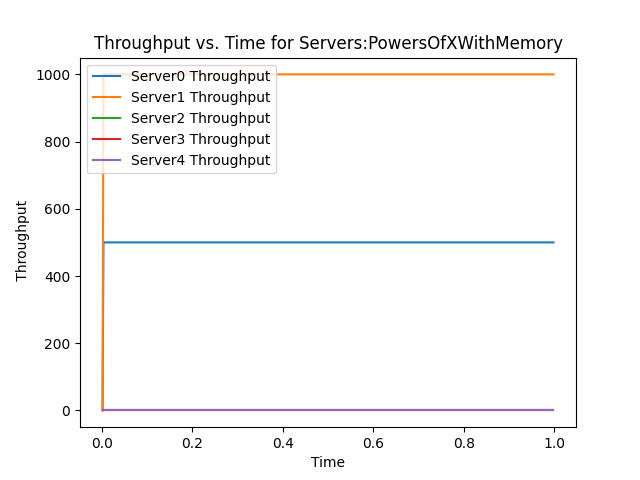 Throughput vs. Time for Servers:PowersOfXWithMemory
1000
800
600
400
200
0
Throughput
Server0 Throughput
Server1 Throughput
Server2 Throughput
Server3 Throughput
Server4 Throughput
0.0 0.2 0.4 0.6 0.8 1.0
Time